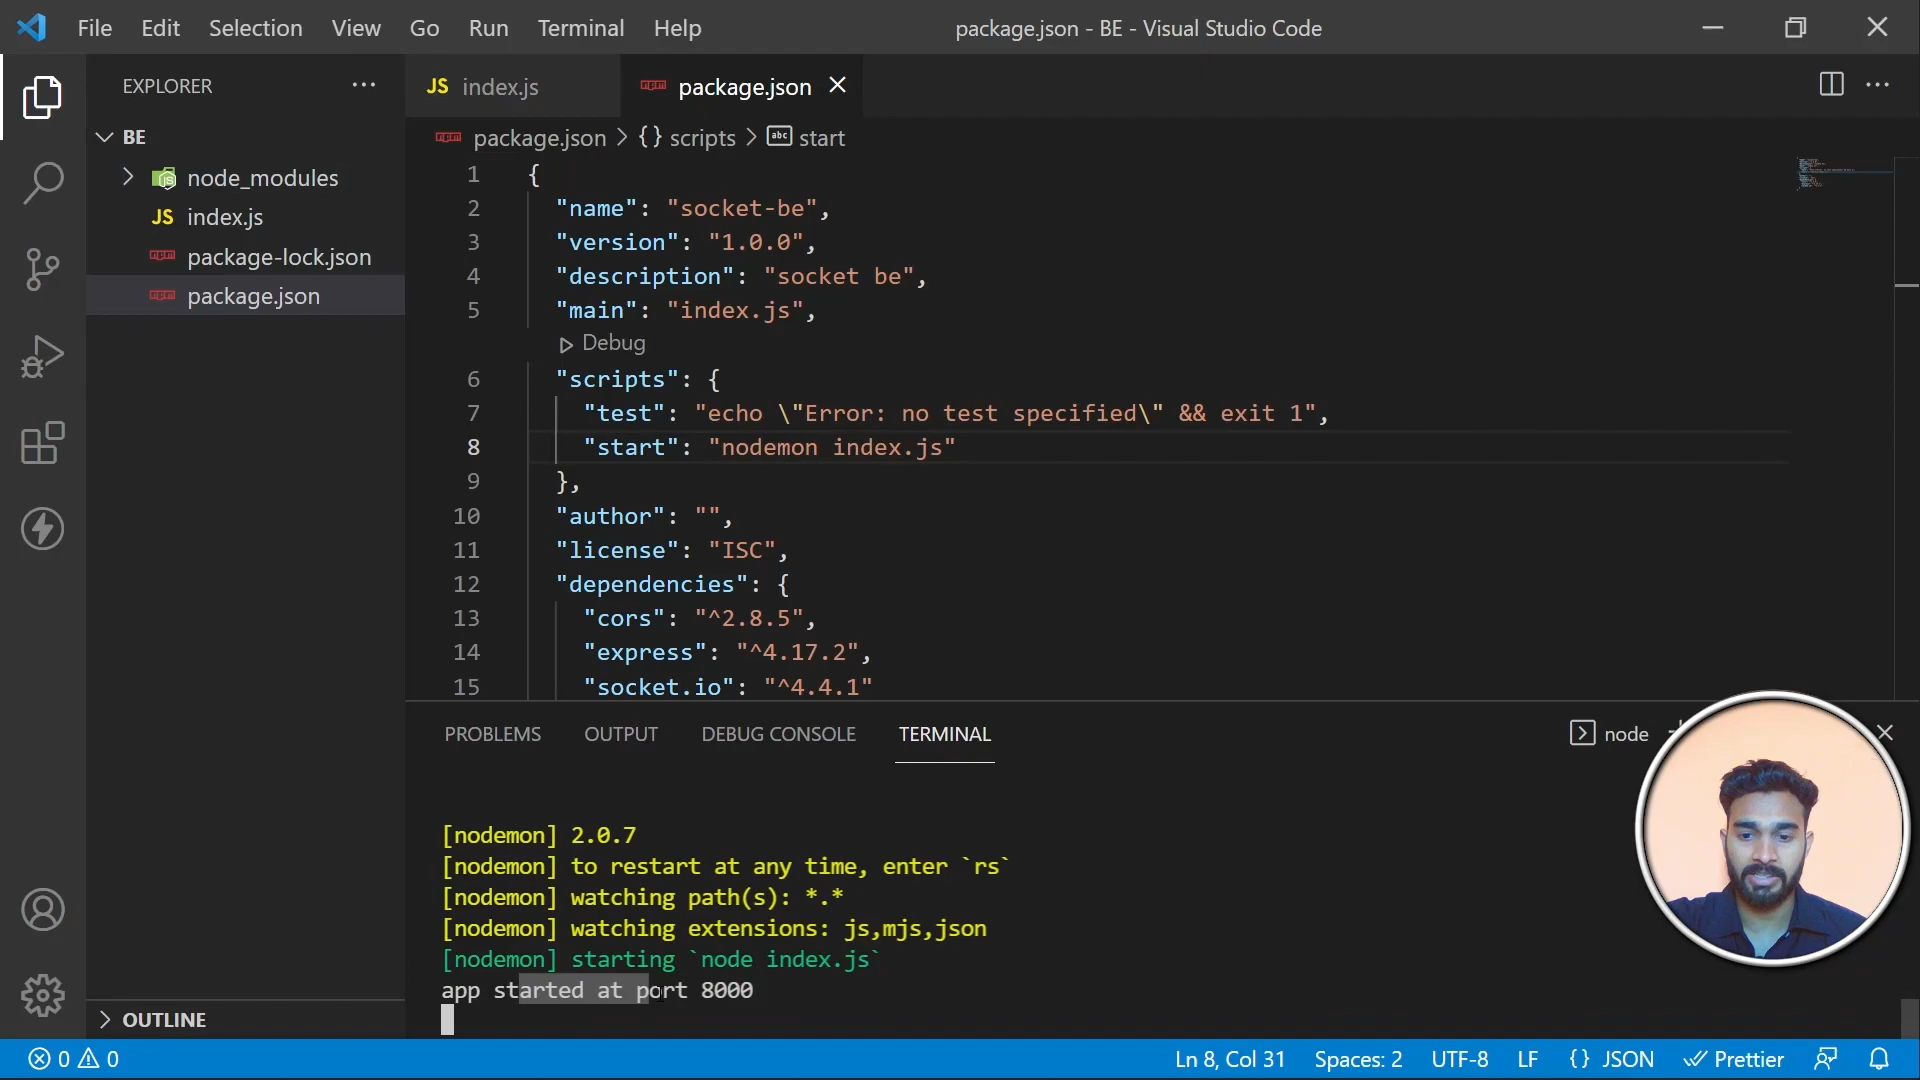 File Edit Selection View Go Run Terminal Help package.json - BE - Visual Studio Code
EXPLORER
BE
node_modules
JS index.js
package-lock.json
package.json
OUTLINE
JS index.js package.json
package.json > {} scripts > abc start
1 {
2 "name": "socket-be",
3 "version": "1.0.0",
4 "description": "socket be",
5 "main": "index.js",
Debug
6 "scripts": {
7 "test": "echo \"Error: no test specified\" && exit 1",
8 "start": "nodemon index.js"
9 },
10 "author": "",
11 "license": "ISC",
12 "dependencies": {
13 "cors": "^2.8.5",
14 "express": "^4.17.2",
15 "socket.io": "^4.4.1"
PROBLEMS OUTPUT DEBUG CONSOLE TERMINAL node
[nodemon] 2.0.7
[nodemon] to restart at any time, enter `rs`
[nodemon] watching path(s): *.*
[nodemon] watching extensions: js,mjs,json
[nodemon] starting `node index.js`
app started at port 8000
0 0 Ln 8, Col 31 Spaces: 2 UTF-8 LF {} JSON Prettier